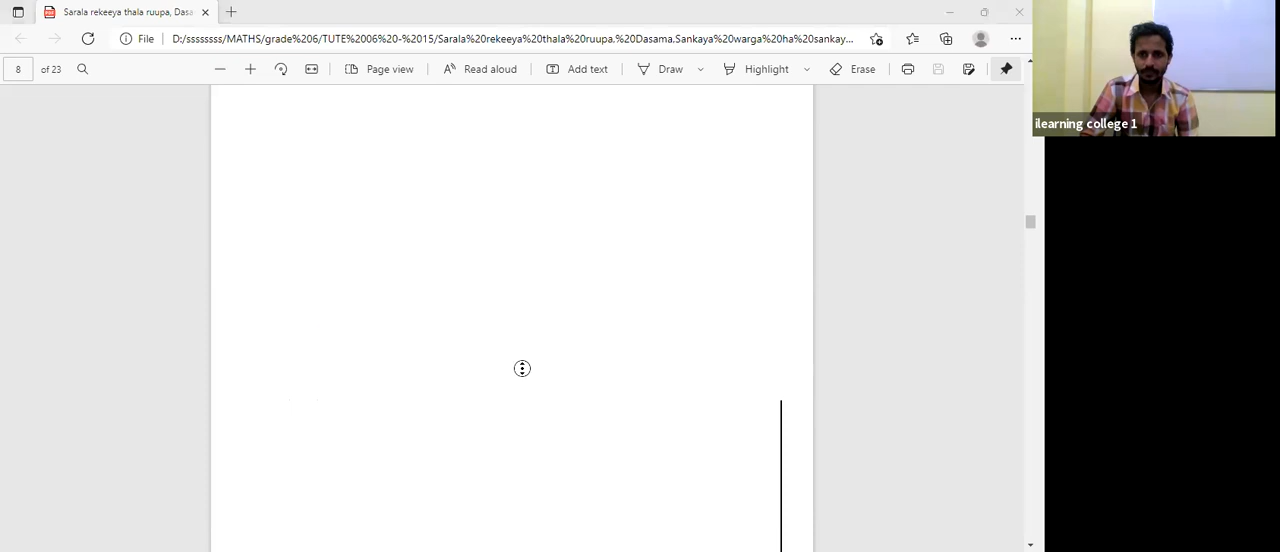 Sarala rekeeya thala ruupa, Dasa
File
D:/ssssssss/MATHS/grade%206/TUTE%2006%20-%2015/Sarala%20rekeeya%20thala%20ruupa.%20Dasama.Sankaya%20warga%20ha%20sankay...
8 of 23
Page view
Read aloud
Add text
Draw
Highlight
Erase
ilearning college 1